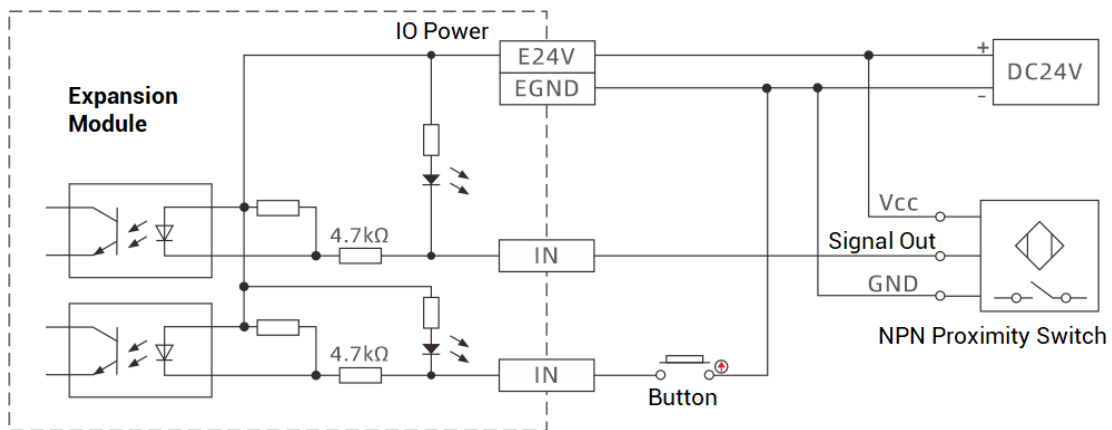 IO Power
E24V
EGND
+
-
DC24V
Expansion
Module
Vcc
4.7kΩ
IN
Signal Out
GND
NPN Proximity Switch
4.7kΩ
IN
Button